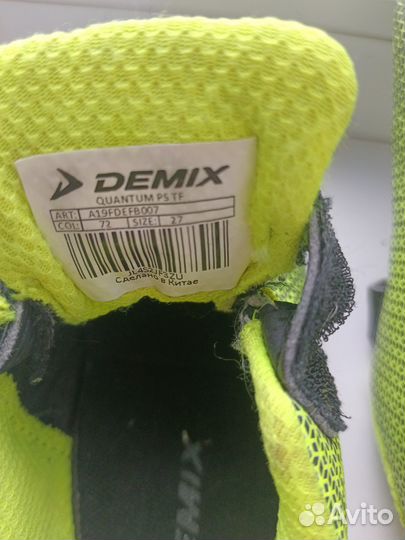 DEMIX
QUANTUM PS TF
ART: A19FDEFB007
COL: 72 SIZE: 27
Сделано в Китае
DEMIX
Avito